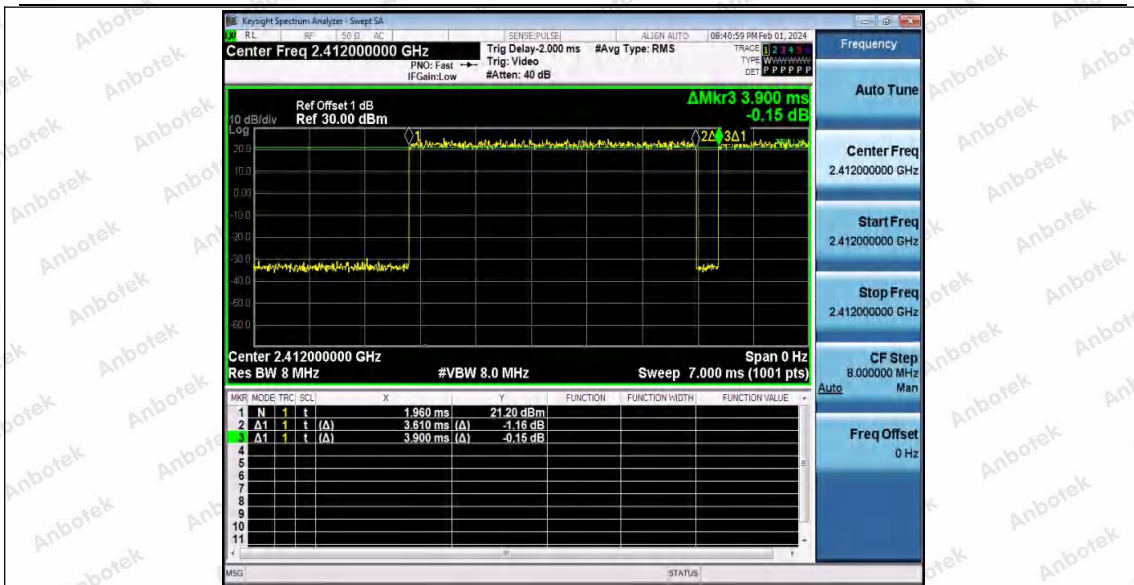 Keysight Spectrum Analyzer - Swept SA
RL RF 50 Ω AC SENSE:PULSE ALIGN AUTO 08:40:59 PM Feb 01, 2024
Center Freq 2.412000000 GHz Trig Delay-2.000 ms #Avg Type: RMS TRACE 1 2 3 4 5 6
PNO: Fast Trig: Video TYPE W
IFGain:Low #Atten: 40 dB DET P P P P P P
Frequency
Auto Tune
ΔMkr3 3.900 ms
-0.15 dB
Ref Offset 1 dB
10 dB/div Ref 30.00 dBm
Log
1 2Δ1 3Δ1
20.0
10.0
0.00
-10.0
-20.0
-30.0
-40.0
-50.0
-60.0
Center 2.412000000 GHz Span 0 Hz
Res BW 8 MHz #VBW 8.0 MHz Sweep 7.000 ms (1001 pts)
MKR MODE TRC SCL X Y FUNCTION FUNCTION WIDTH FUNCTION VALUE
1 N 1 t 1.960 ms 21.20 dBm
2 Δ1 1 t (Δ) 3.610 ms (Δ) -1.16 dB
3 Δ1 1 t (Δ) 3.900 ms (Δ) -0.15 dB
4
5
6
7
8
9
10
11
MSG STATUS
Center Freq
2.412000000 GHz
Start Freq
2.412000000 GHz
Stop Freq
2.412000000 GHz
CF Step
8.000000 MHz
Auto Man
Freq Offset
0 Hz
Anbotek